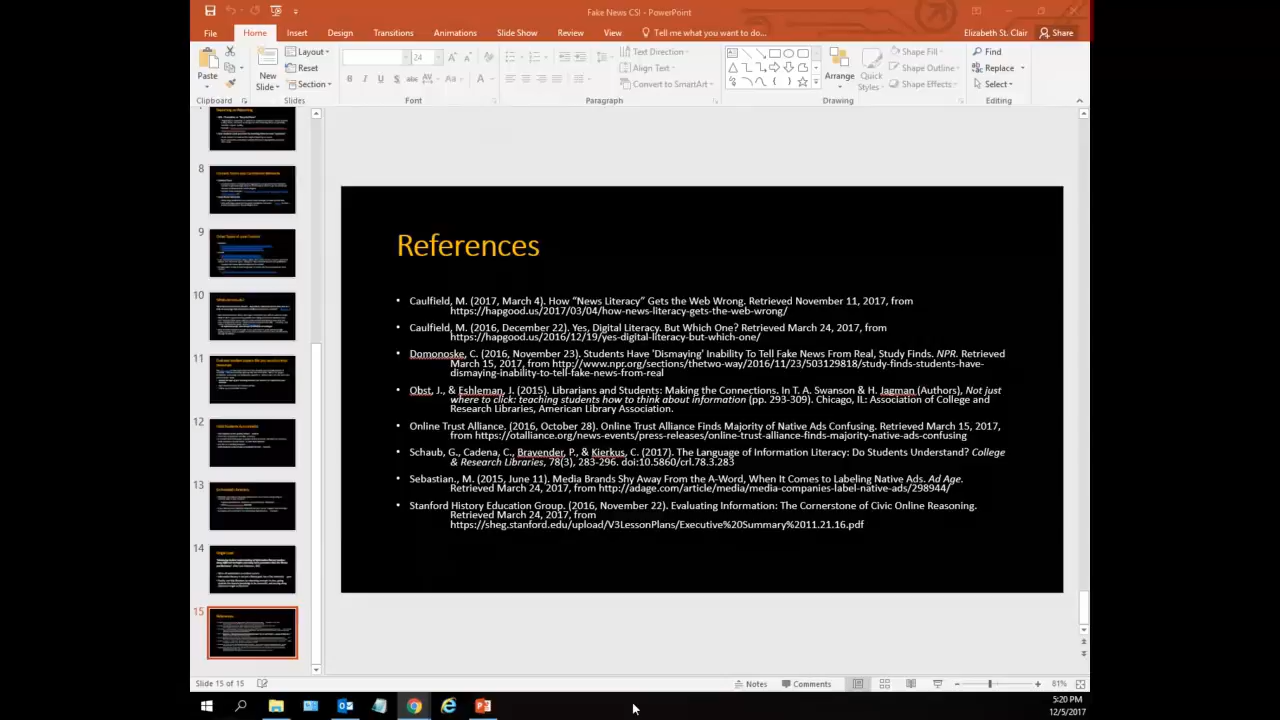 Fake News CSI - PowerPoint
File Home Insert Design Transitions Animations Slide Show Review View Tell me what you want to do... Elizabeth St. Clair Share
Paste
New Slide
Layout
Reset
Section
24
Text Direction
Align Text
Convert to SmartArt
Arrange
Quick Styles
Shape Fill
Shape Outline
Shape Effects
Find
Replace
Select
Clipboard Slides Font Paragraph Drawing Editing
8
9
10
11
12
13
14
15
References
• Caulfield, M. (2017, March 4). How “News Literacy” Gets the Web Wrong. Retrieved November 11, 2017, from
https://hapgood.us/2017/03/04/how-news-literacy-gets-the-web-wrong/
• Caulfield, M. (2016, December 22). Yes, Digital Literacy. But Which One? Retrieved March 24, 2017, from
https://hapgood.us/2016/12/19/yes-digital-literacy-but-which-one/
• Domonoske, C. (2016, November 23). Students Have 'Dismaying' Inability To Tell Fake News From Real, Study Finds. NPR. Retrieved
March 15, 2017, from http://www.npr.org/sections/thetwo-way/2016/11/23/503129818/study-finds-students-have-
dismaying-inability-to-tell-fake-news-from-real
• Obst, J., & Eshleman, J. (2015). Librarians and Students: Making the Connections. In T. A, Swanson & H. Jagman (Authors), Not just
where to click: teaching students how to think about information (pp. 293-309). Chicago, IL: Association of College and
Research Libraries, American Library Association.
• Online Trust Alliance. (2016, October 28). Online Trust Alliance Finds Majority of Native Ads Confusing. Retrieved March 15, 2017,
from https://otalliance.org/news-events/press-releases/online-trust-alliance-finds-majority-native-ads-confusing
• Schaub, G., Cadena, C., Bravender, P., & Kierkus, C. (2017). The Language of Information Literacy: Do Students Understand? College
& Research Libraries, 78(3), 283-296. doi:10.5860/crl.78.3.283
• Sebastian., M. (2015, June 11). Media Brands Shy Away From the A-Word, When It Comes to Labeling Native Ads. Ad Age.
Retrieved March 24, 2017, from http://adage.com/article/media/media-companies-label-native-ads/298944/
• Stanford History Education Group. (2016, November 22). Evaluating Information: The Cornerstone of Civic Online Reasoning.
Retrieved March 24, 2017, from
https://sheg.stanford.edu/upload/V3LessonPlans/Executive%20Summary%2011.21.16.pdf
Slide 15 of 15
Notes Comments 81%
5:20 PM
12/5/2017